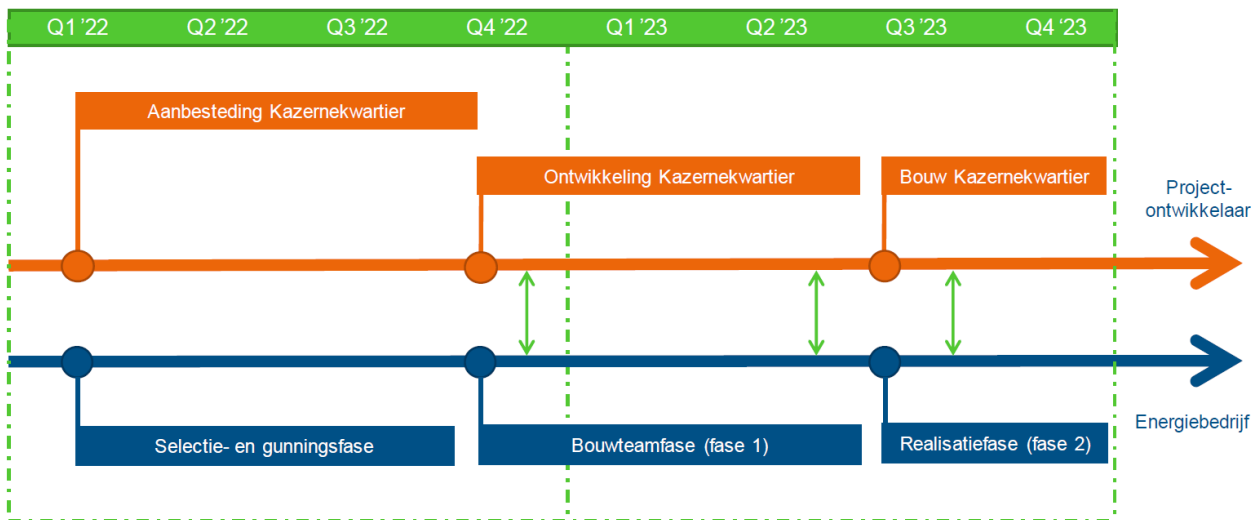 Q1 '22 Q2 '22 Q3 '22 Q4 '22 Q1 '23 Q2 '23 Q3 '23 Q4 ‘23
Aanbesteding Kazernekwartier
Ontwikkeling Kazernekwartier
Bouw Kazernekwartier
Project-
ontwikkelaar
Energiebedrijf
Selectie- en gunningsfase
Bouwteamfase (fase 1)
Realisatiefase (fase 2)